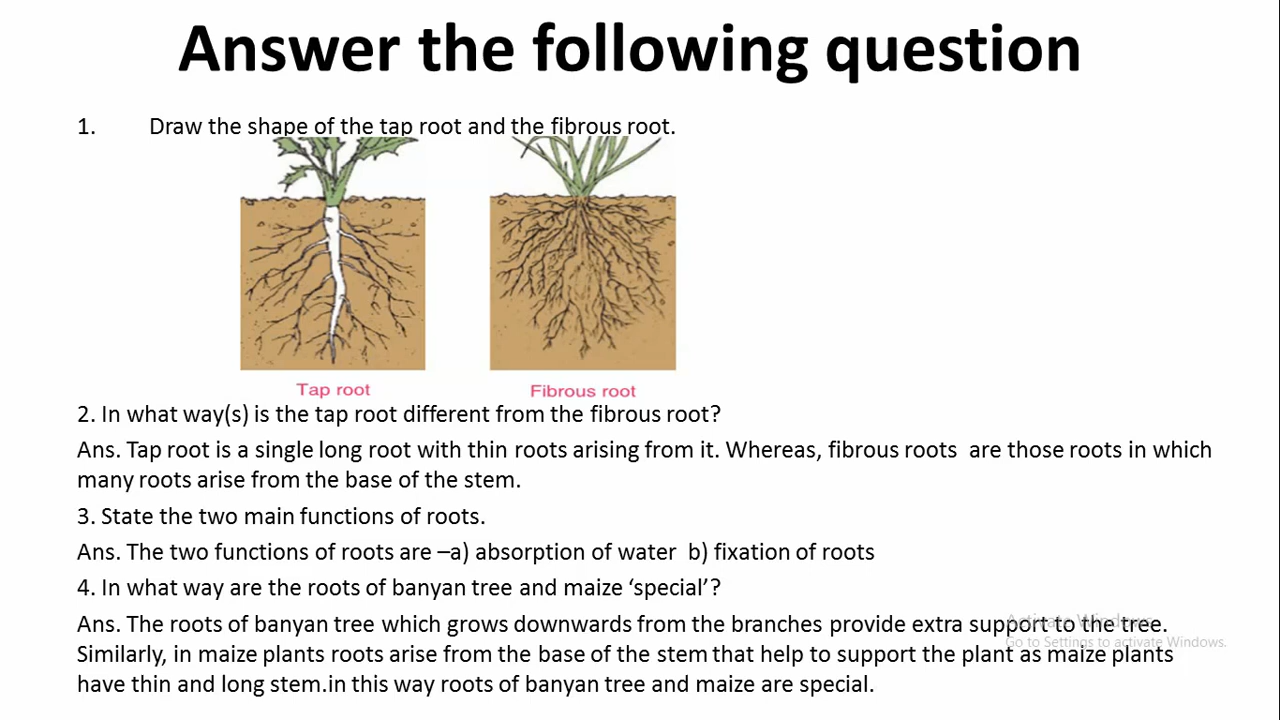 Answer the following question
1. Draw the shape of the tap root and the fibrous root.
Tap root Fibrous root
2. In what way(s) is the tap root different from the fibrous root?
Ans. Tap root is a single long root with thin roots arising from it. Whereas, fibrous roots  are those roots in which
many roots arise from the base of the stem.
3. State the two main functions of roots.
Ans. The two functions of roots are –a) absorption of water  b) fixation of roots
4. In what way are the roots of banyan tree and maize ‘special’?
Ans. The roots of banyan tree which grows downwards from the branches provide extra support to the tree.
Activate Windows
Go to Settings to activate Windows.
Similarly, in maize plants roots arise from the base of the stem that help to support the plant as maize plants
have thin and long stem.in this way roots of banyan tree and maize are special.